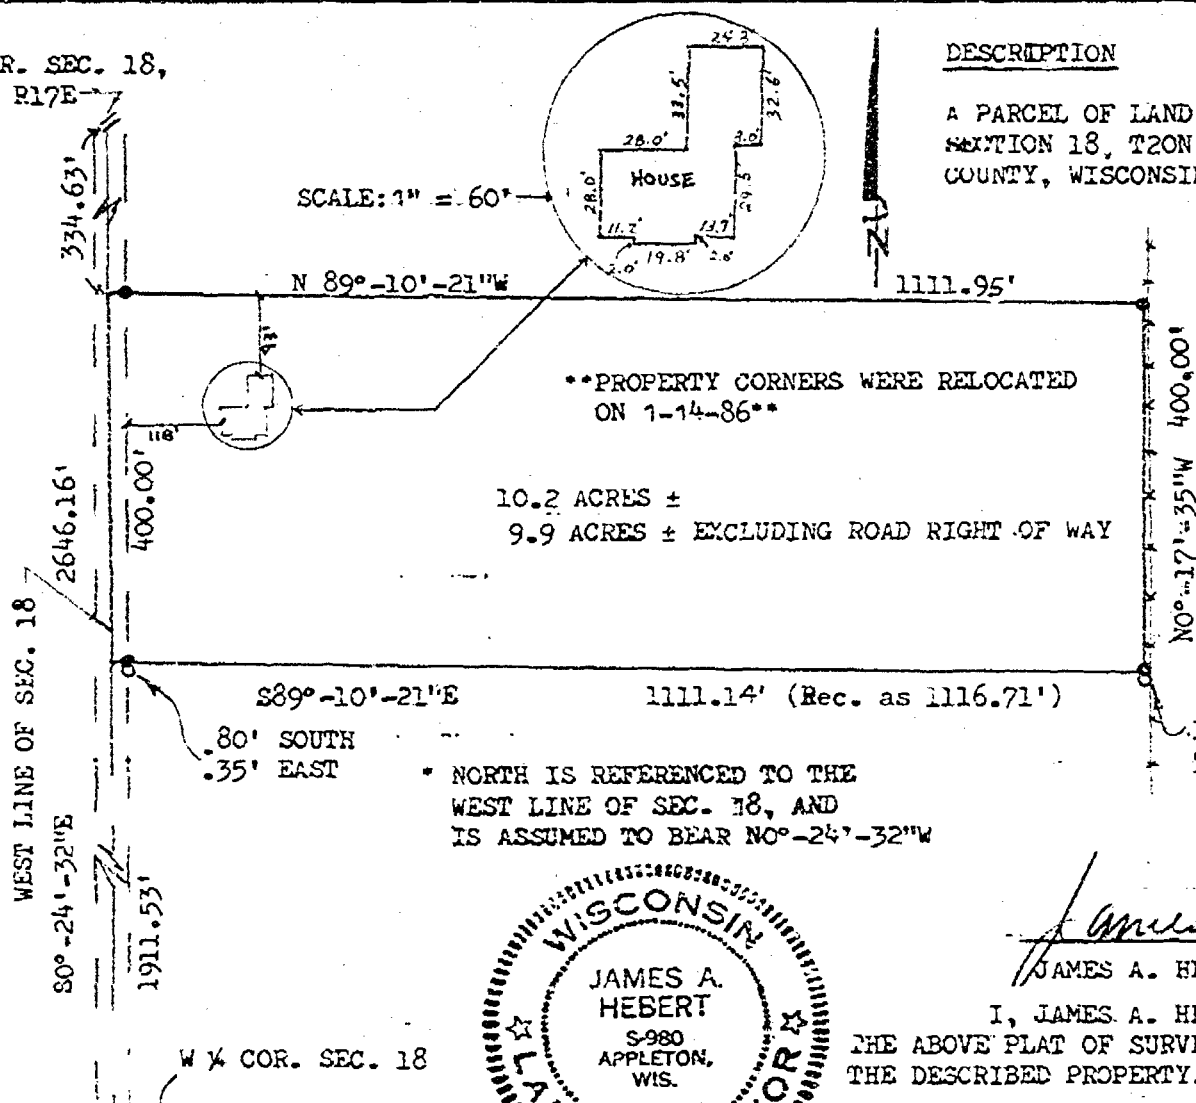 R. SEC. 18,
R17E
334.63'
SCALE: 1" = 60'
24.3'
32.6'
28.0'
HOUSE
28.0'
29.5'
11.2'
13.7'
2.0'
19.8'
DESCRIPTION
A PARCEL OF LAND
SECTION 18, T20N
COUNTY, WISCONSIN
N
N 89°-10'-21"W
1111.95'
93'
118'
**PROPERTY CORNERS WERE RELOCATED
ON 1-14-86**
400.00'
N0°-17'-35"W
2646.16'
400.00'
10.2 ACRES ±
9.9 ACRES ± EXCLUDING ROAD RIGHT OF WAY
WEST LINE OF SEC. 18
S89°-10'-21"E
1111.14' (Rec. as 1116.71')
.80' SOUTH
.35' EAST
* NORTH IS REFERENCED TO THE
WEST LINE OF SEC. 18, AND
IS ASSUMED TO BEAR N0°-24'-32"W
S0°-24'-32"E
1911.53'
W ¼ COR. SEC. 18
WISCONSIN
JAMES A.
HEBERT
S-980
APPLETON,
WIS.
JAMES A. HE
I, JAMES A. HE
THE ABOVE PLAT OF SURVE
THE DESCRIBED PROPERTY.